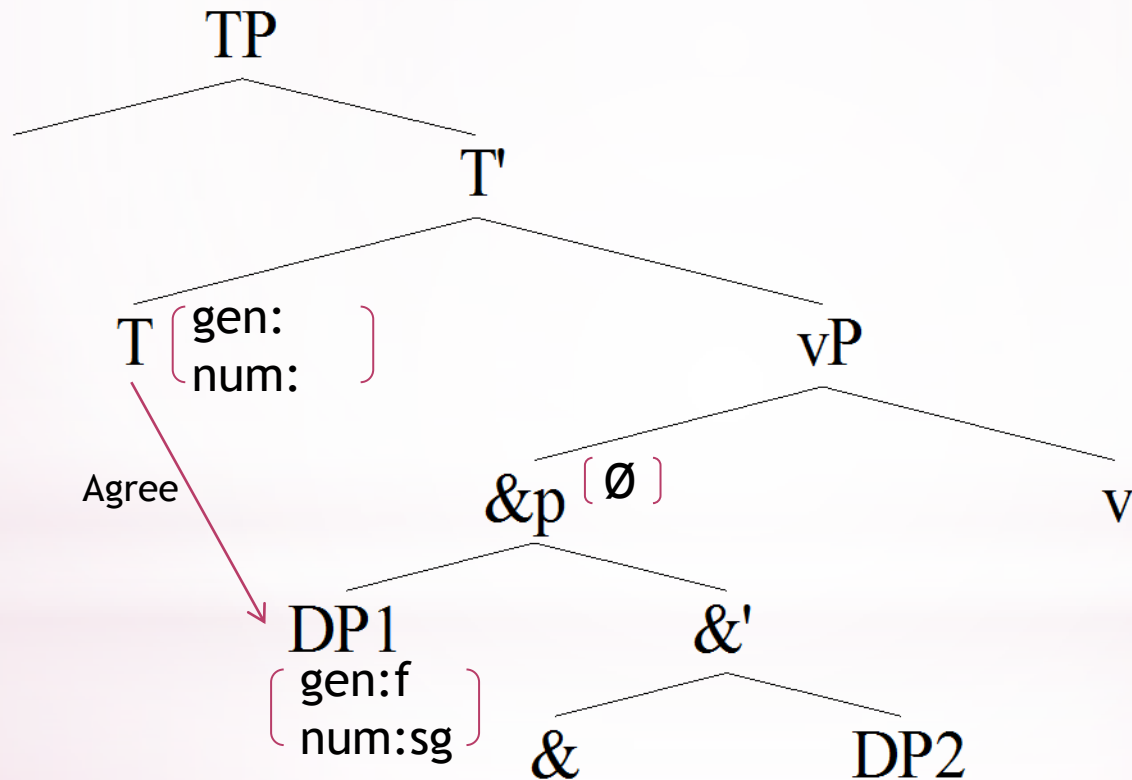 TP
T'
T
gen:
num:
vP
Agree
&p
Ø
v
DP1
&'
gen:f
num:sg
&
DP2